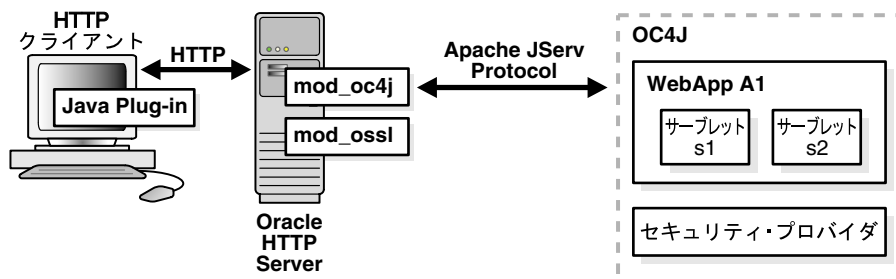 HTTP
クライアント
Java Plug-in
HTTP
mod_oc4j
mod_ossl
Oracle
HTTP
Server
Apache JServ
Protocol
OC4J
WebApp A1
サーブレット
s1
サーブレット
s2
セキュリティ・プロバイダ